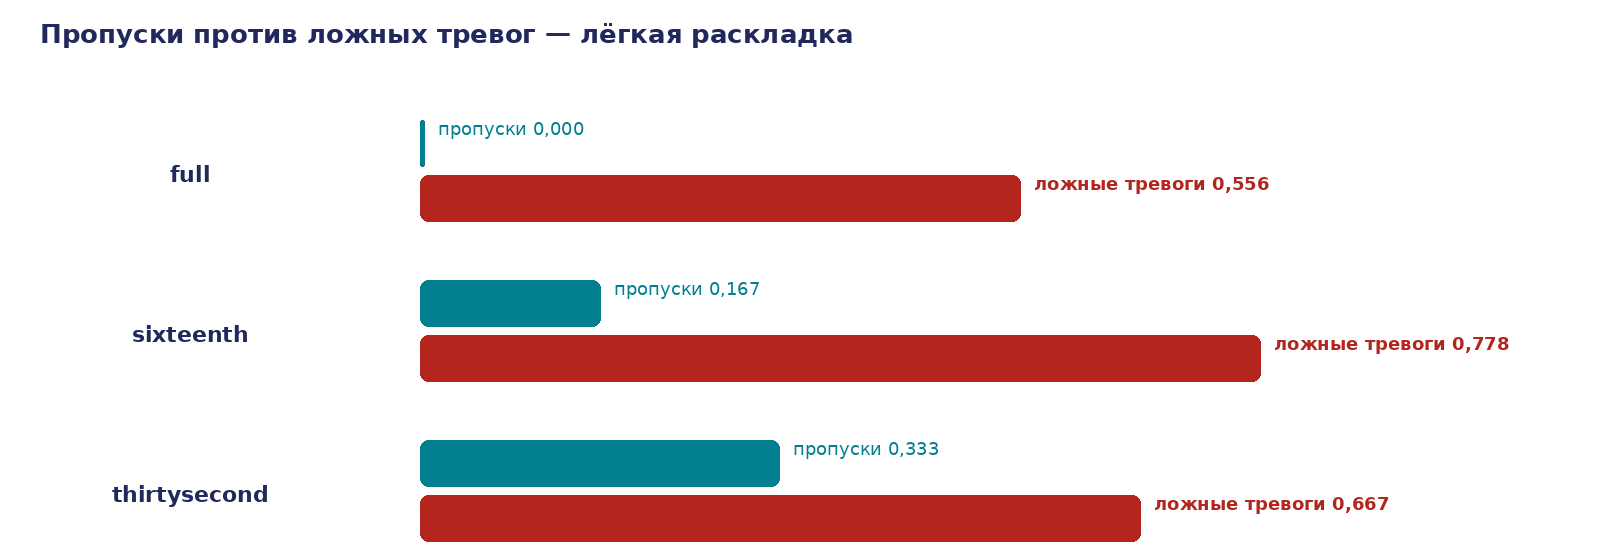 Пропуски против ложных тревог — лёгкая раскладка
пропуски 0,000
full
ложные тревоги 0,556
пропуски 0,167
sixteenth
ложные тревоги 0,778
пропуски 0,333
thirtysecond
ложные тревоги 0,667